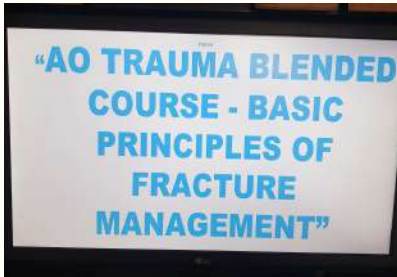 “AO TRAUMA BLENDED
COURSE - BASIC
PRINCIPLES OF
FRACTURE
MANAGEMENT”